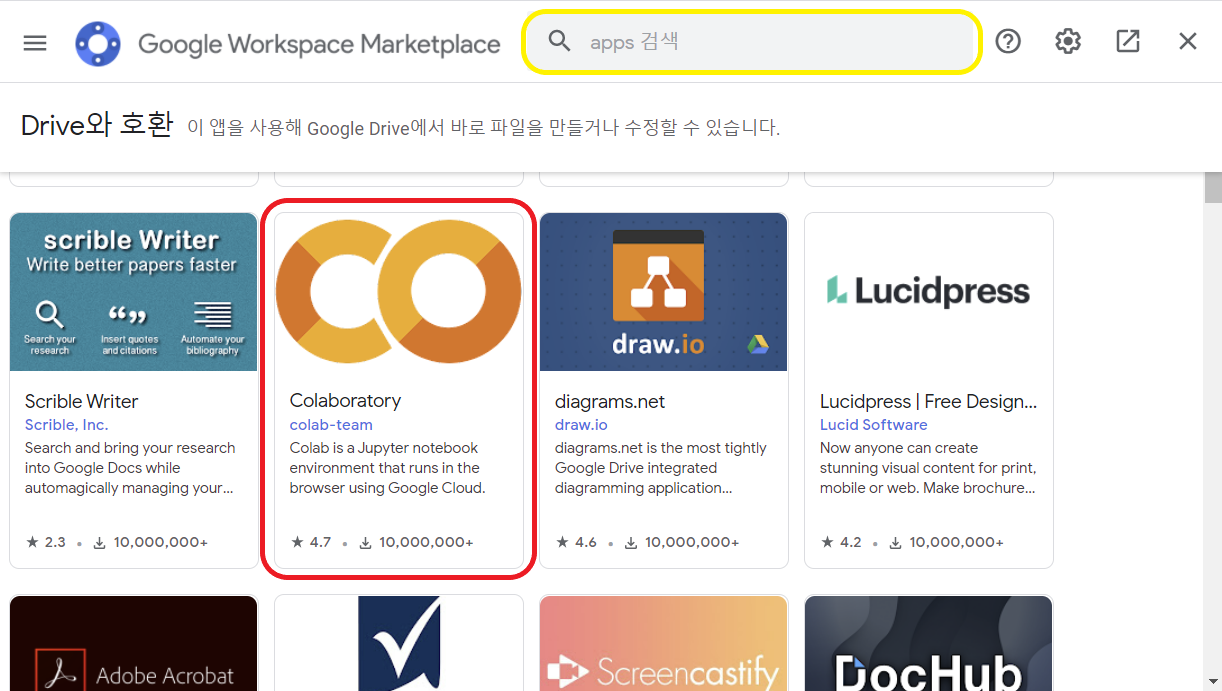 Google Workspace Marketplace
apps 검색
Drive와 호환 이 앱을 사용해 Google Drive에서 바로 파일을 만들거나 수정할 수 있습니다.
scrible Writer
Write better papers faster
Search your research
Insert quotes and citations
Automate your bibliography
Scrible Writer
Scrible, Inc.
Search and bring your research
into Google Docs while
automagically managing your...
★ 2.3 • 10,000,000+
Colaboratory
colab-team
Colab is a Jupyter notebook
environment that runs in the
browser using Google Cloud.
★ 4.7 • 10,000,000+
draw.io
diagrams.net
draw.io
diagrams.net is the most tightly
Google Drive integrated
diagramming application...
★ 4.6 • 10,000,000+
Lucidpress
Lucidpress | Free Design...
Lucid Software
Now anyone can create
stunning visual content for print,
mobile or web. Make brochure...
★ 4.2 • 10,000,000+
Adobe Acrobat
Screencastify
DocHub